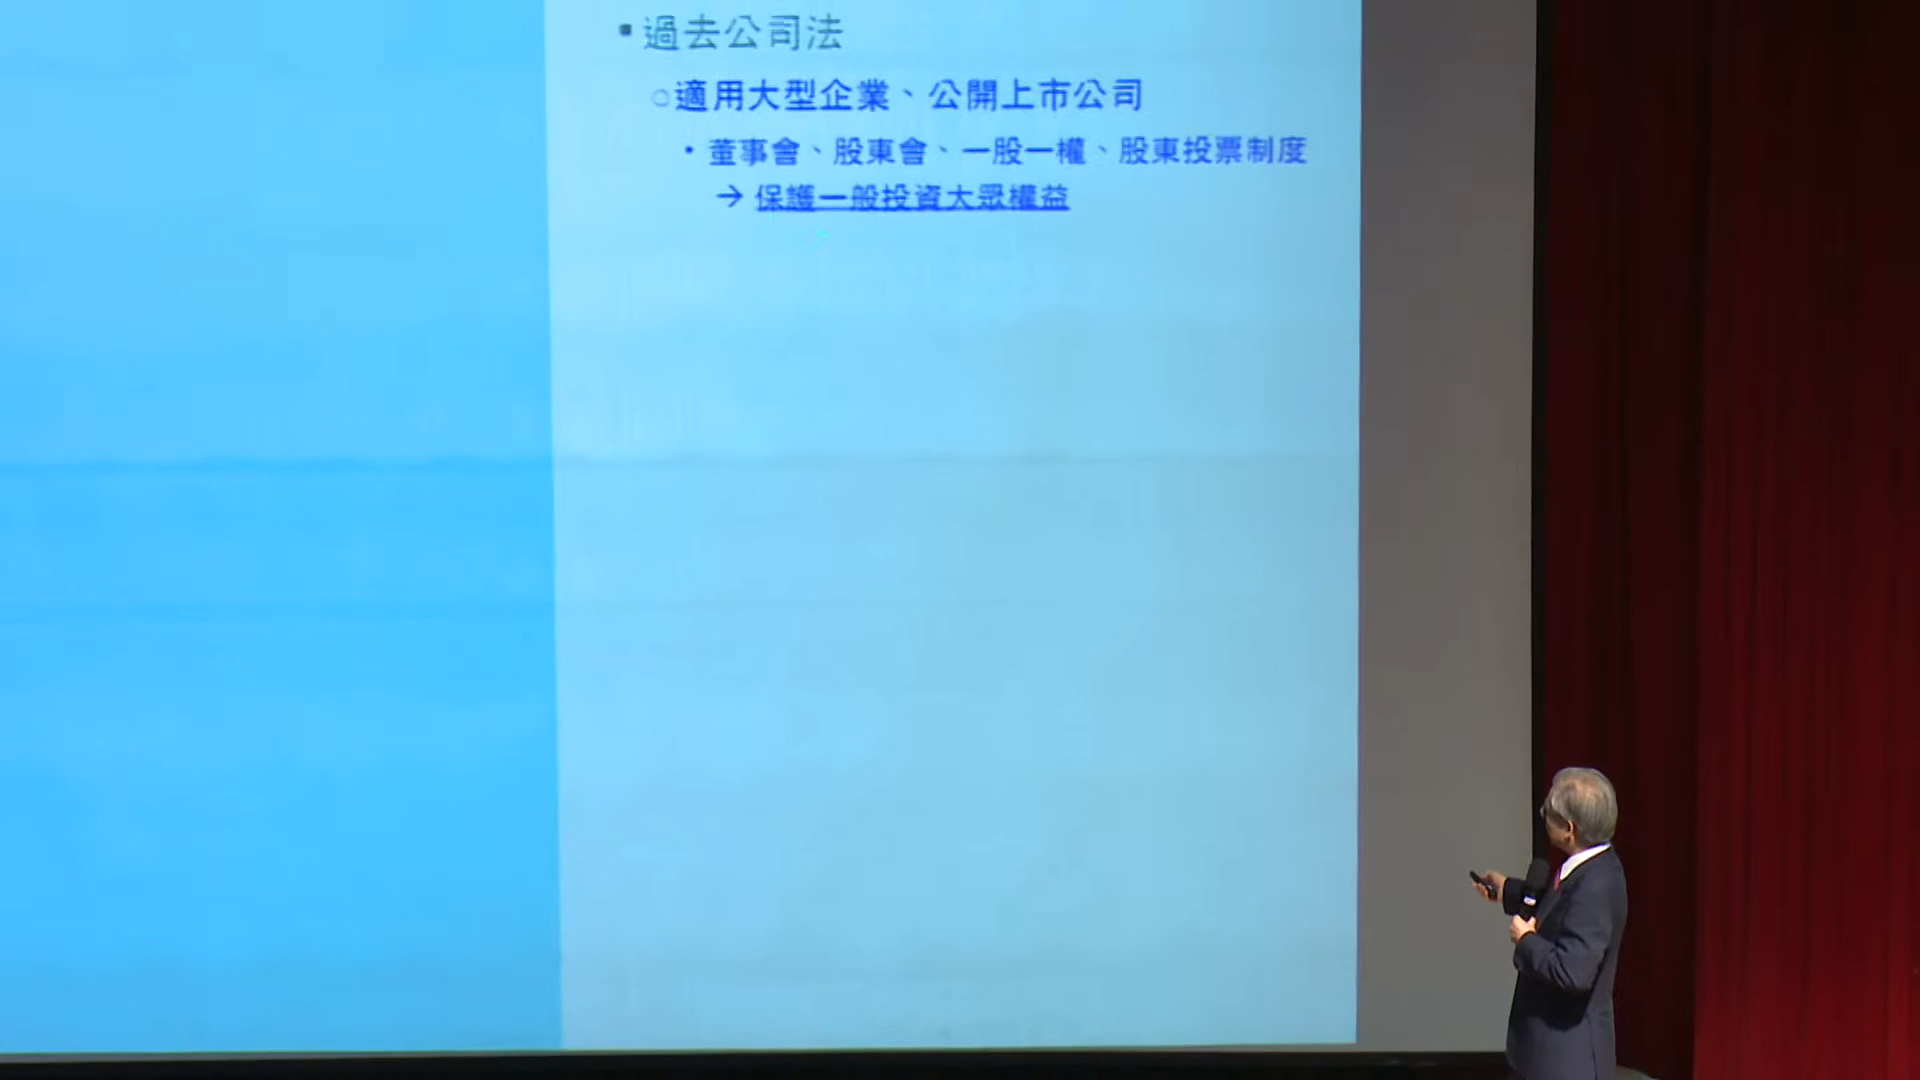 ▪過去公司法
○適用大型企業、公開上市公司
•董事會、股東會、一股一權、股東投票制度
→ 保護一般投資大眾權益